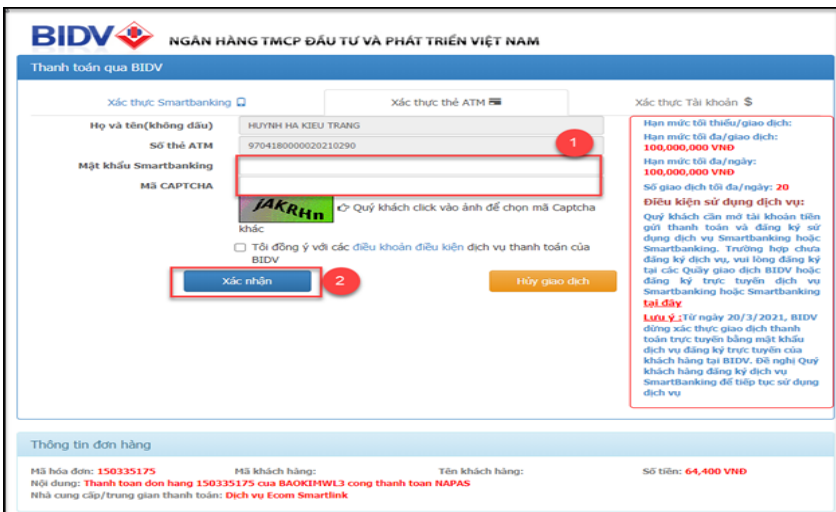 BIDV NGÂN HÀNG TMCP ĐẦU TƯ VÀ PHÁT TRIỂN VIỆT NAM
Thanh toán qua BIDV
Xác thực Smartbanking
Xác thực thẻ ATM
Xác thực Tài khoản $
Họ và tên(không dấu) HUYNH HA KIEU TRANG
Số thẻ ATM 9704180000020210290
1
Mật khẩu Smartbanking
Mã CAPTCHA
jAKRHn Quý khách click vào ảnh để chọn mã Captcha
khác
Tôi đồng ý với các điều khoản điều kiện dịch vụ thanh toán của
BIDV
Xác nhận 2 Hủy giao dịch
Hạn mức tối thiểu/giao dịch:
Hạn mức tối đa/giao dịch:
100,000,000 VNĐ
Hạn mức tối đa/ngày:
100,000,000 VNĐ
Số giao dịch tối đa/ngày: 20
Điều kiện sử dụng dịch vụ:
Quý khách cần mở tài khoản tiền
gửi thanh toán và đăng ký sử
dụng dịch vụ Smartbanking hoặc
Smartbanking. Trường hợp chưa
đăng ký dịch vụ, vui lòng đăng ký
tại các Quầy giao dịch BIDV hoặc
đăng ký trực tuyến dịch vụ
Smartbanking hoặc Smartbanking
tại đây
Lưu ý :Từ ngày 20/3/2021, BIDV
dừng xác thực giao dịch thanh
toán trực tuyến bằng mật khẩu
dịch vụ đăng ký trực tuyến của
khách hàng tại BIDV. Đề nghị Quý
khách hàng đăng ký dịch vụ
SmartBanking để tiếp tục sử dụng
dịch vụ
Thông tin đơn hàng
Mã hóa đơn: 150335175 Mã khách hàng: Tên khách hàng: Số tiền: 64,400 VNĐ
Nội dung: Thanh toan don hang 150335175 cua BAOKIMWL3 cong thanh toan NAPAS
Nhà cung cấp/trung gian thanh toán: Dịch vụ Ecom Smartlink